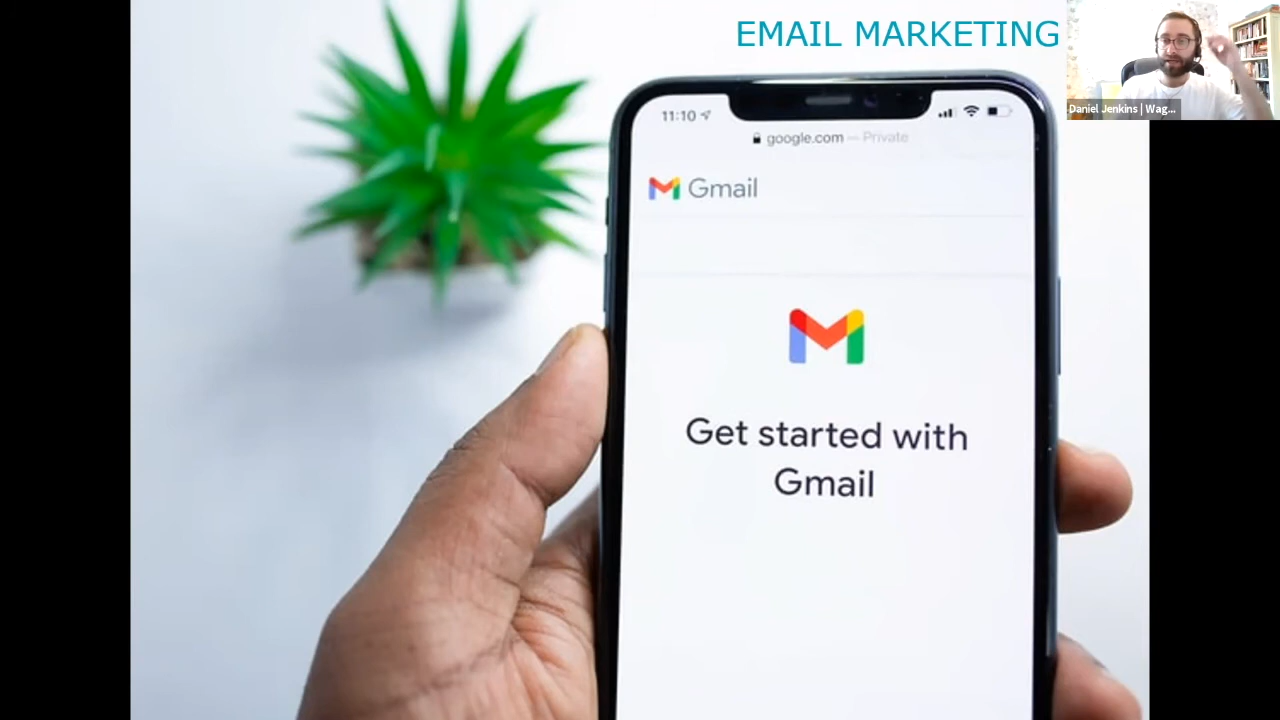 EMAIL MARKETING
Daniel Jenkins | Wag...
11:10
google.com — Private
Gmail
Get started with
Gmail